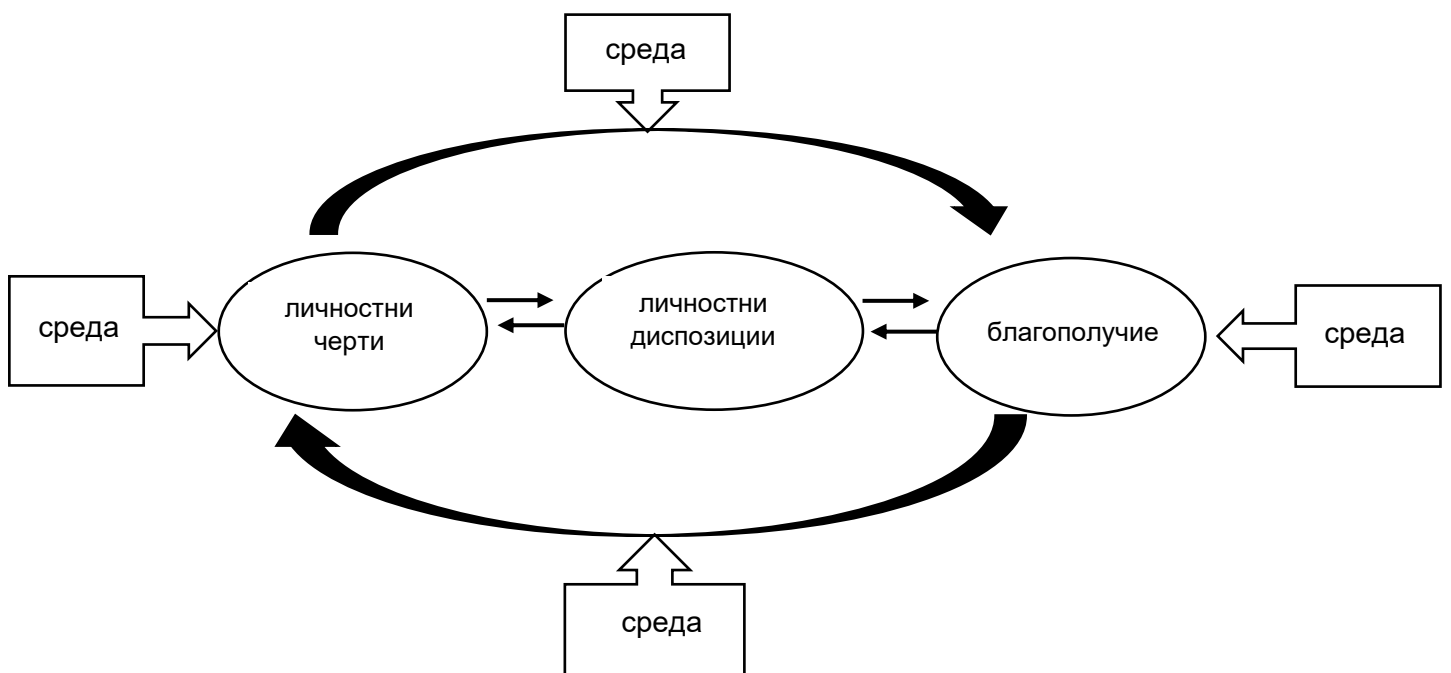 среда
среда
личностни
черти
личностни
диспозиции
благополучие
среда
среда